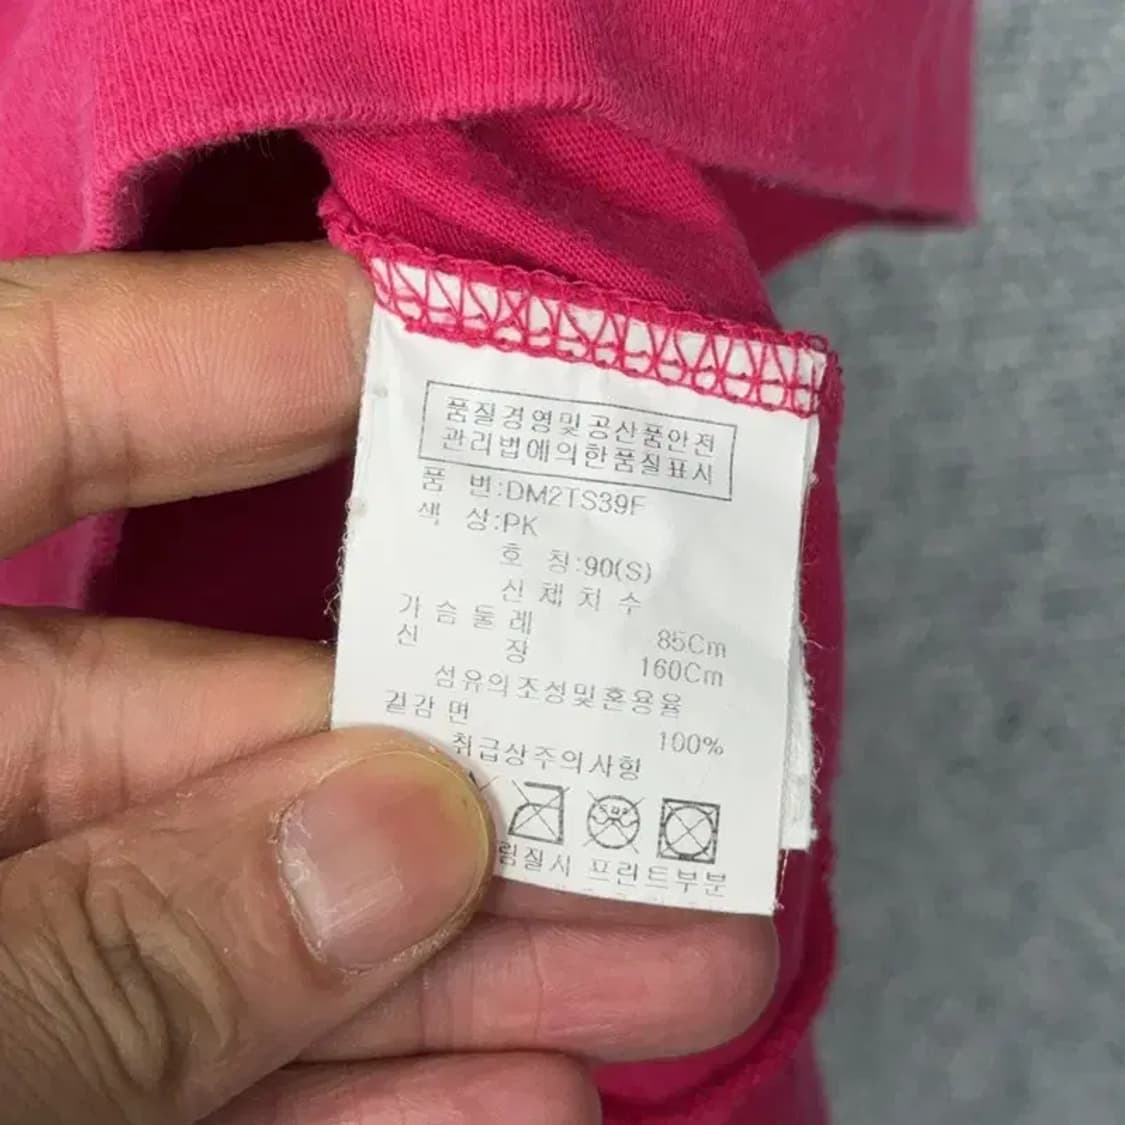 품질경영및공산품안전
관리법에의한품질표시
품 번:DM2TS39F
색 상:PK
호 칭:90(S)
신 체 치 수
가 슴 둘 레 85Cm
신 장 160Cm
섬유의조성및혼용율
겉감 면 100%
취급상주의사항
림질시 프린트부분